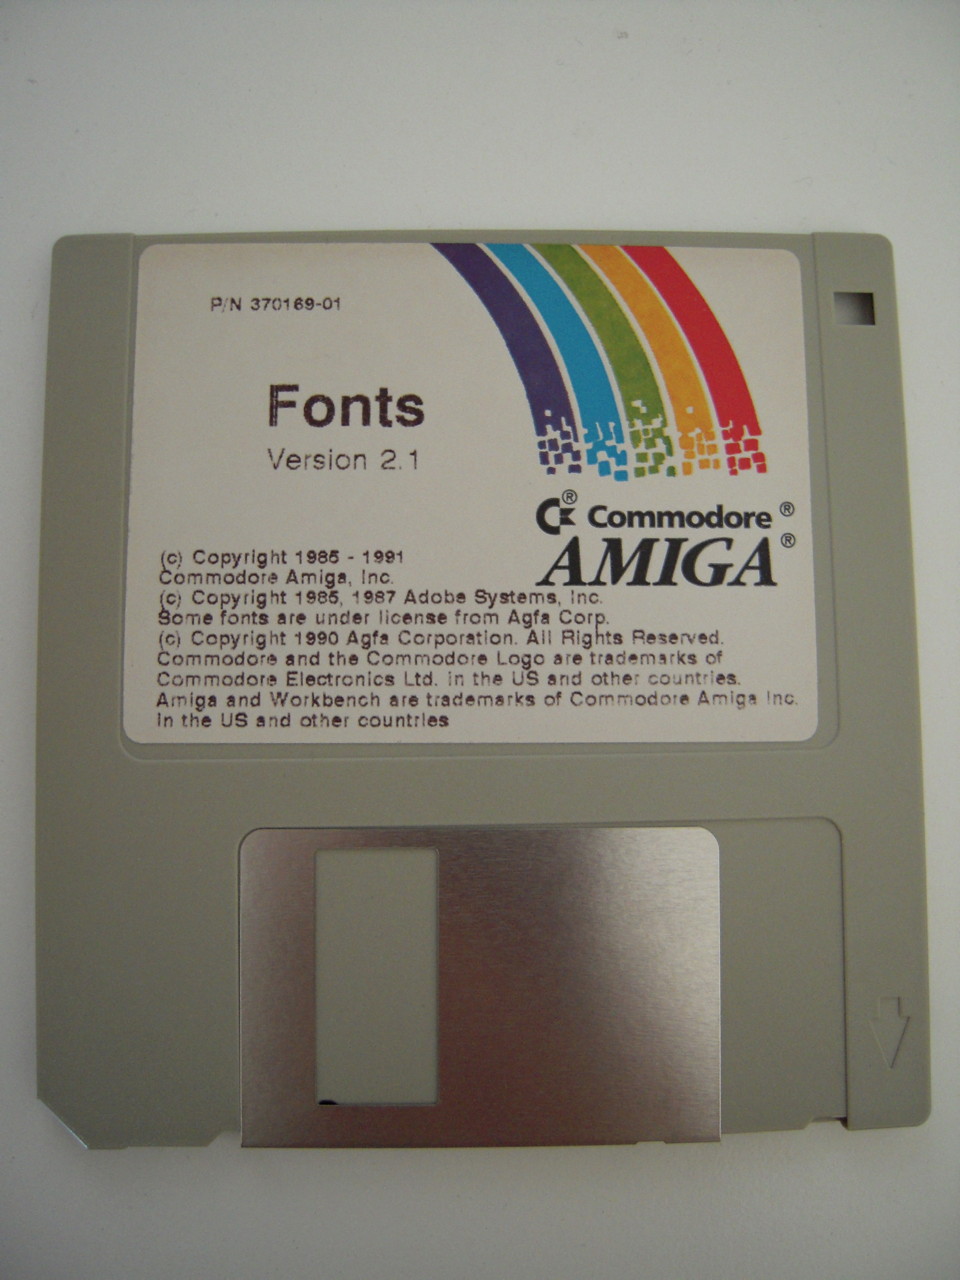 P/N 370169-01
Fonts
Version 2.1
C® Commodore®
AMIGA®
(c) Copyright 1985 - 1991
Commodore Amiga, Inc.
(c) Copyright 1985, 1987 Adobe Systems, Inc.
Some fonts are under license from Agfa Corp.
(c) Copyright 1990 Agfa Corporation. All Rights Reserved.
Commodore and the Commodore Logo are trademarks of
Commodore Electronics Ltd. in the US and other countries.
Amiga and Workbench are trademarks of Commodore Amiga Inc.
in the US and other countries